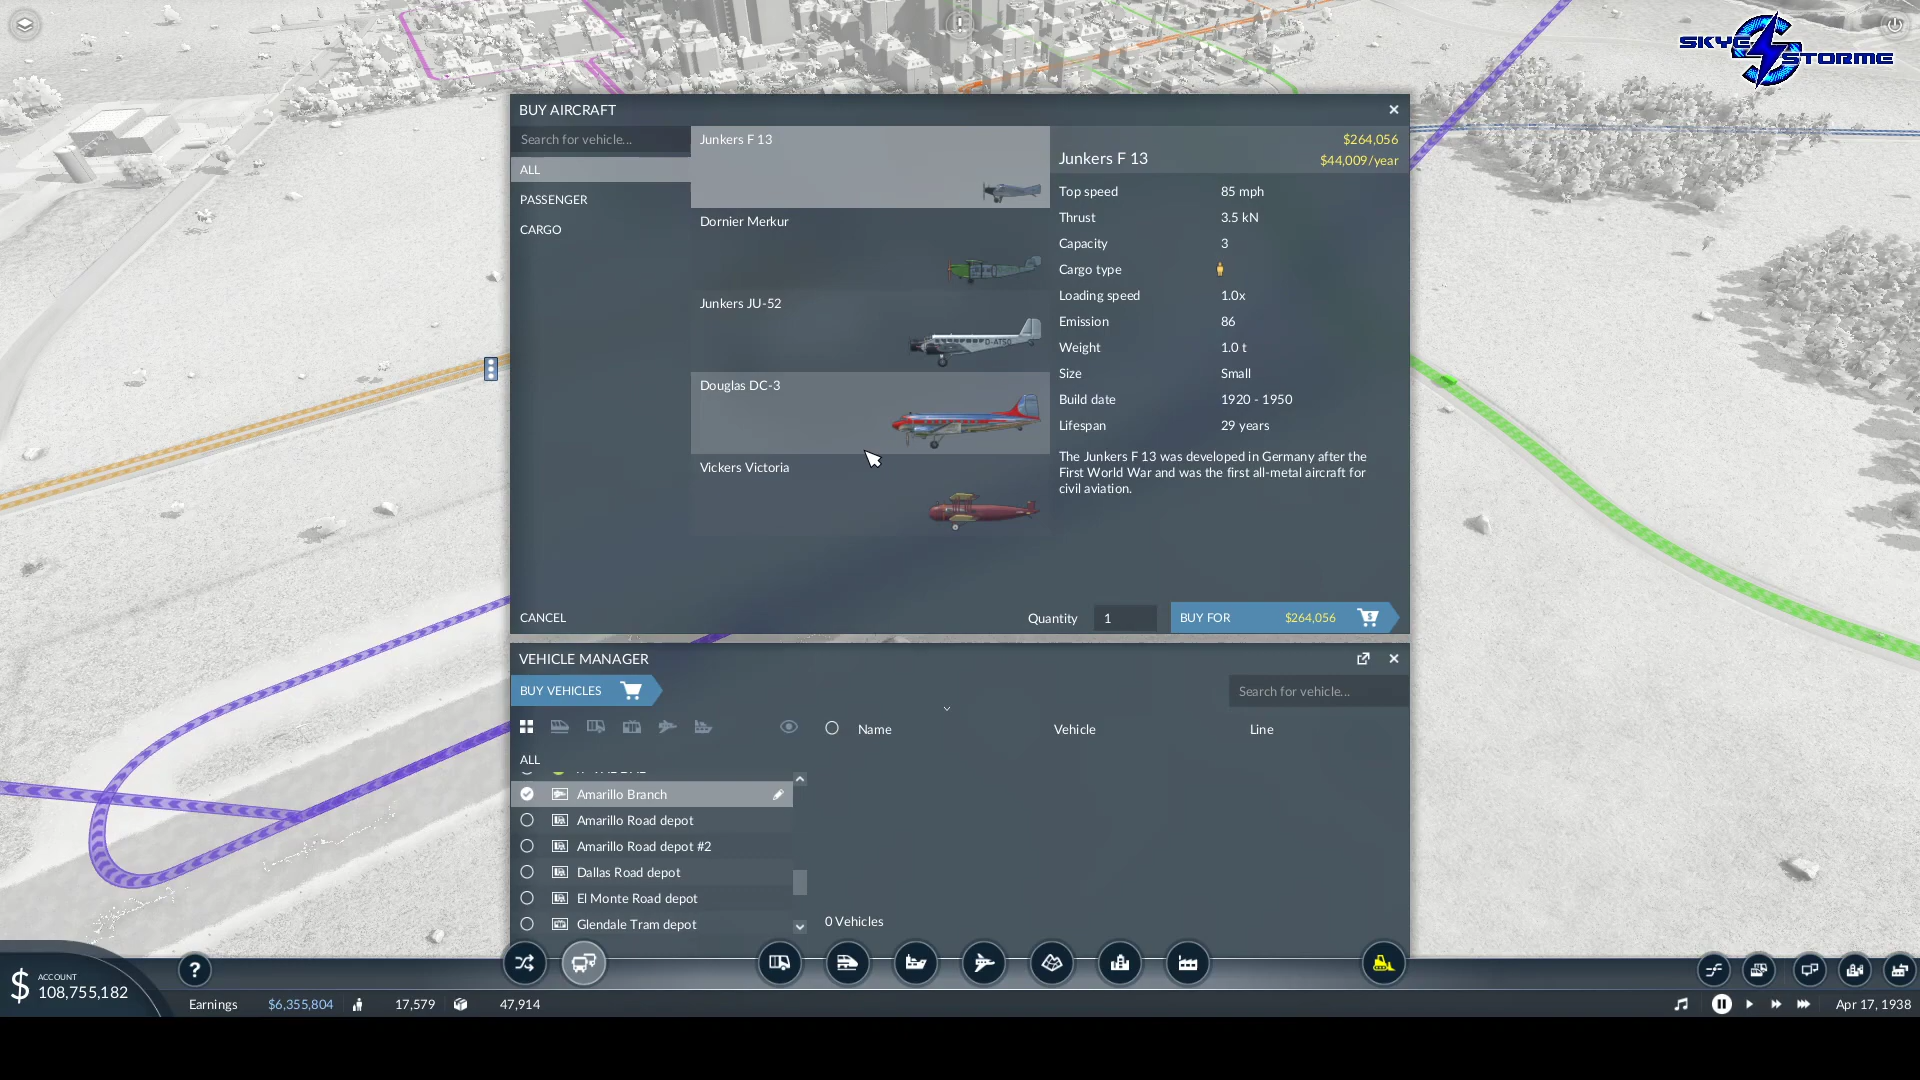 SKYE STORME
BUY AIRCRAFT
Search for vehicle...
ALL
PASSENGER
CARGO
Junkers F 13
Dornier Merkur
Junkers JU-52
Douglas DC-3
Vickers Victoria
$264,056
Junkers F 13 $44,009/year
Top speed 85 mph
Thrust 3.5 kN
Capacity 3
Cargo type
Loading speed 1.0x
Emission 86
Weight 1.0 t
Size Small
Build date 1920 - 1950
Lifespan 29 years
The Junkers F 13 was developed in Germany after the
First World War and was the first all-metal aircraft for
civil aviation.
CANCEL Quantity 1 BUY FOR $264,056
VEHICLE MANAGER
BUY VEHICLES Search for vehicle...
Name Vehicle Line
ALL
Amarillo Branch
Amarillo Road depot
Amarillo Road depot #2
Dallas Road depot
El Monte Road depot
Glendale Tram depot
0 Vehicles
$ ACCOUNT
108,755,182
?
Earnings $6,355,804 17,579 47,914 Apr 17, 1938